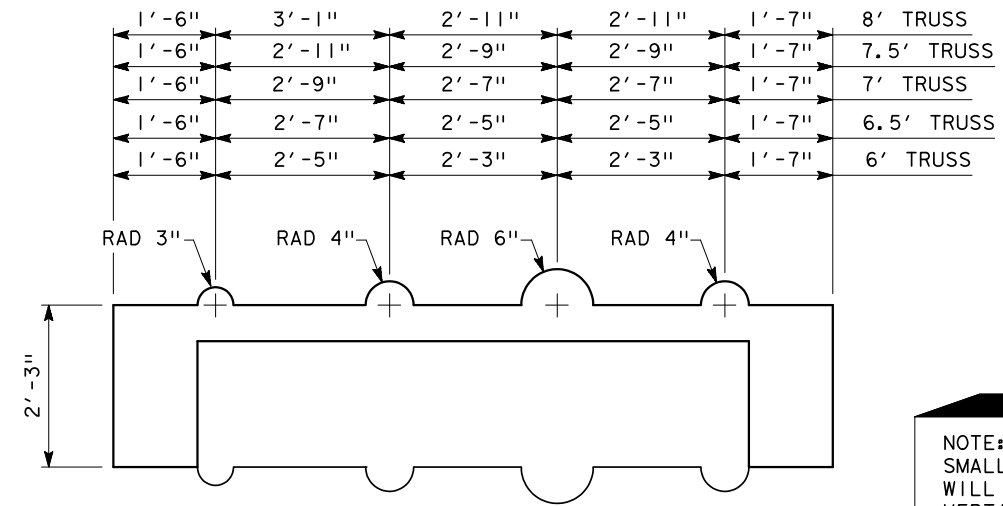 1'-6" 3'-1" 2'-11" 2'-11" 1'-7" 8' TRUSS
1'-6" 2'-11" 2'-9" 2'-9" 1'-7" 7.5' TRUSS
1'-6" 2'-9" 2'-7" 2'-7" 1'-7" 7' TRUSS
1'-6" 2'-7" 2'-5" 2'-5" 1'-7" 6.5' TRUSS
1'-6" 2'-5" 2'-3" 2'-3" 1'-7" 6' TRUSS
RAD 3" RAD 4" RAD 6" RAD 4"
2'-3"
NOTE:
SMALL
WILL